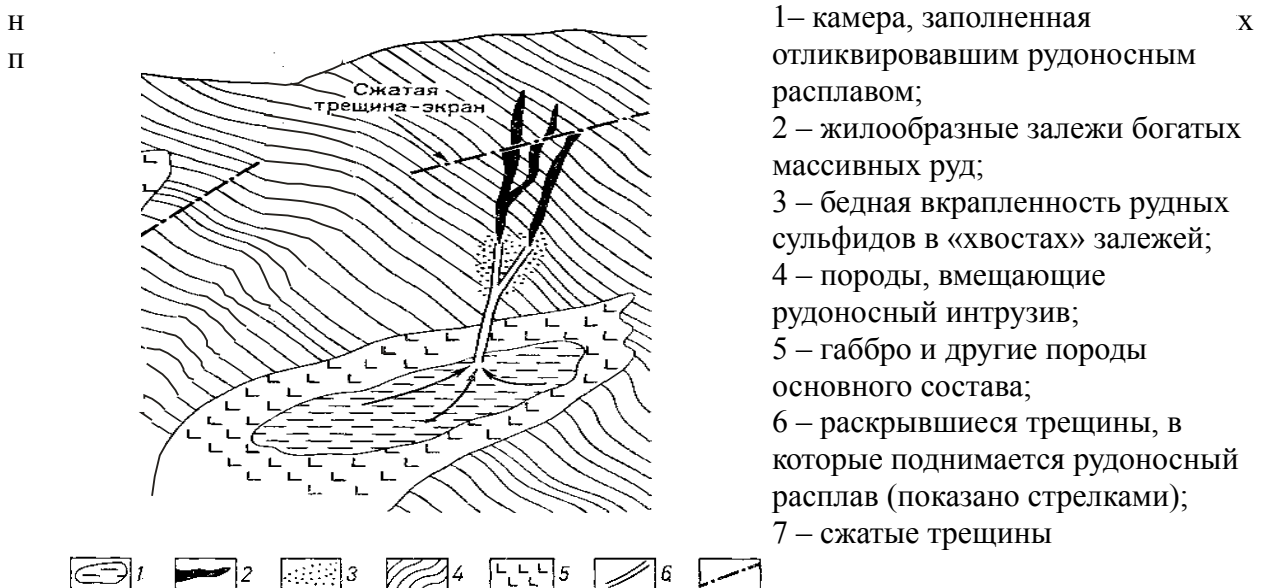 н
п
х
Сжатая
трещина-экран
1– камера, заполненная
отликвировавшим рудоносным
расплавом;
2 – жилообразные залежи богатых
массивных руд;
3 – бедная вкрапленность рудных
сульфидов в «хвостах» залежей;
4 – породы, вмещающие
рудоносный интрузив;
5 – габбро и другие породы
основного состава;
6 – раскрывшиеся трещины, в
которые поднимается рудоносный
расплав (показано стрелками);
7 – сжатые трещины
1 2 3 4 5 6